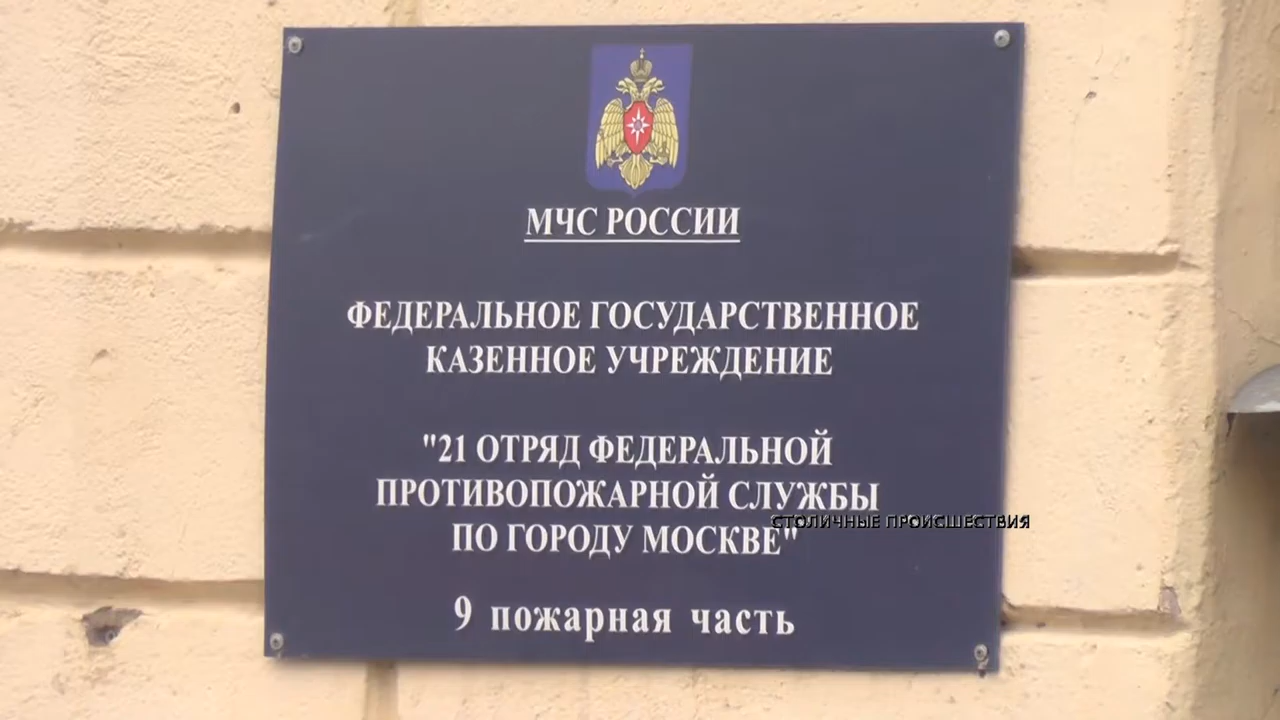 МЧС РОССИИ
ФЕДЕРАЛЬНОЕ ГОСУДАРСТВЕННОЕ
КАЗЕННОЕ УЧРЕЖДЕНИЕ
"21 ОТРЯД ФЕДЕРАЛЬНОЙ
ПРОТИВОПОЖАРНОЙ СЛУЖБЫ
СТОЛИЧНЫЕ ПРОИСШЕСТВИЯ
ПО ГОРОДУ МОСКВЕ"
9 пожарная часть